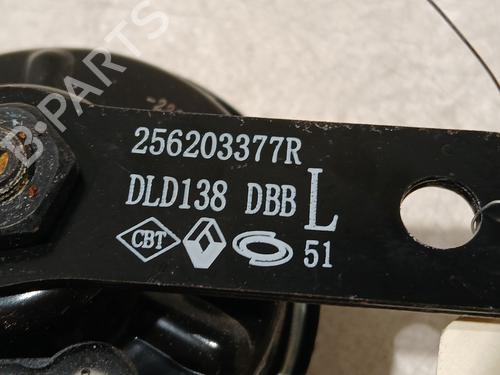 256203377R
DLD138 DBB L
CBT 51
B-PARTS